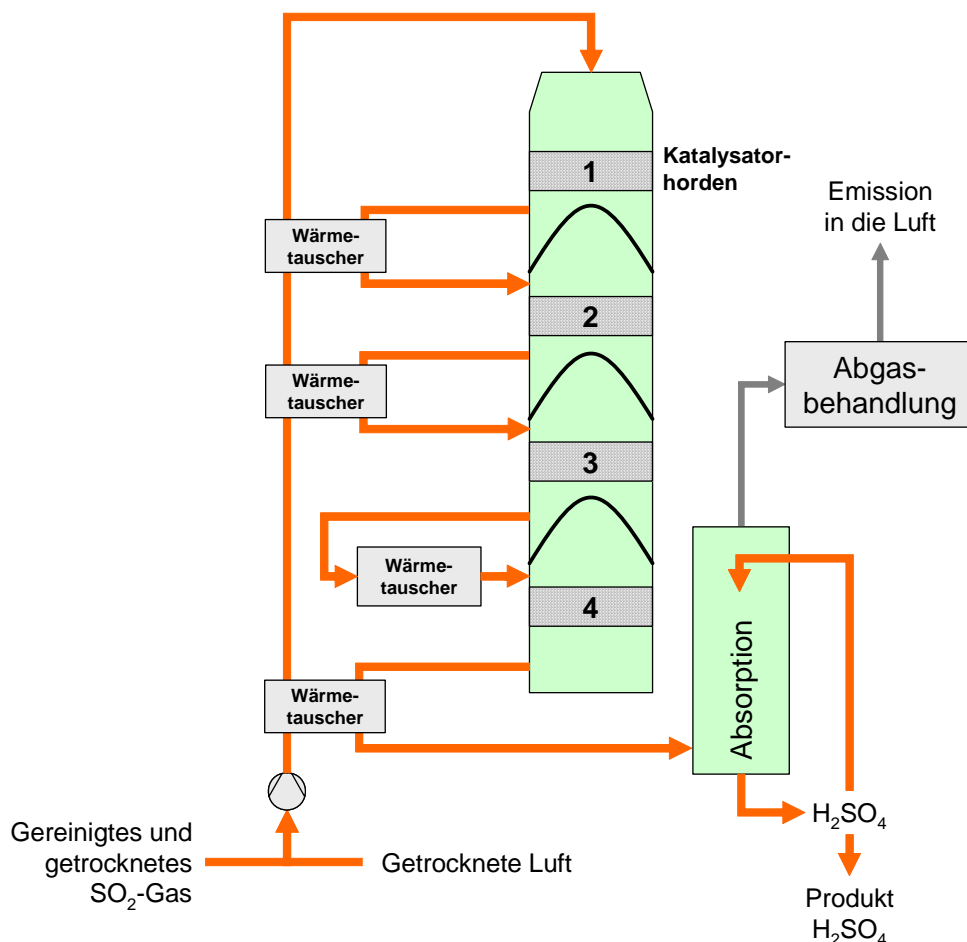 1
Katalysator-
horden
Emission
in die Luft
Wärme-
tauscher
2
Abgas-
behandlung
Wärme-
tauscher
3
Wärme-
tauscher
4
Absorption
Wärme-
tauscher
Gereinigtes und
getrocknetes
SO₂-Gas
Getrocknete Luft
H₂SO₄
Produkt
H₂SO₄